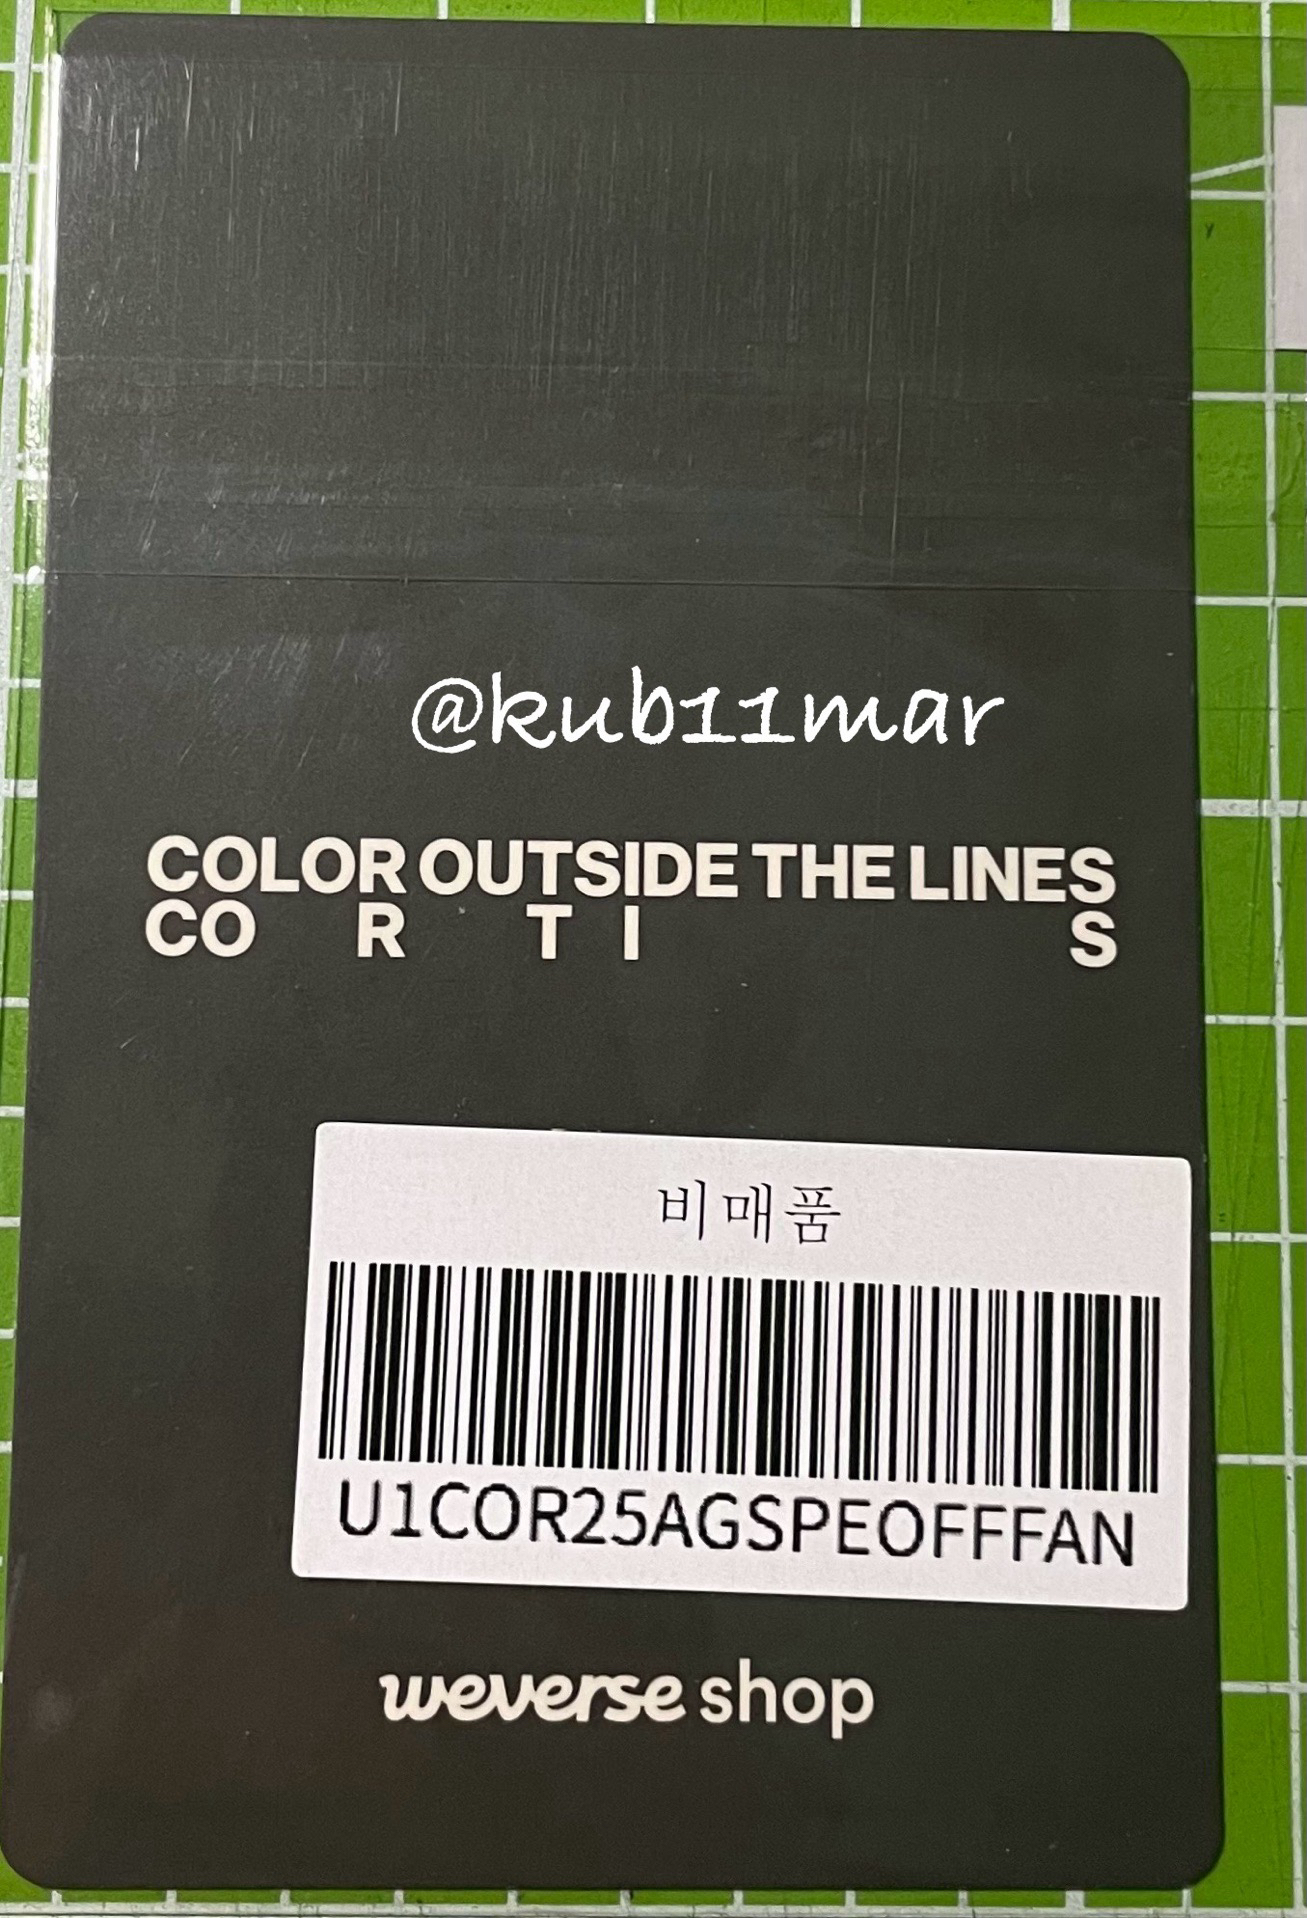 @kub11mar
COLOR OUTSIDE THE LINES
CO R T I S
비매품
U1COR25AGSPEOFFFAN
weverse shop